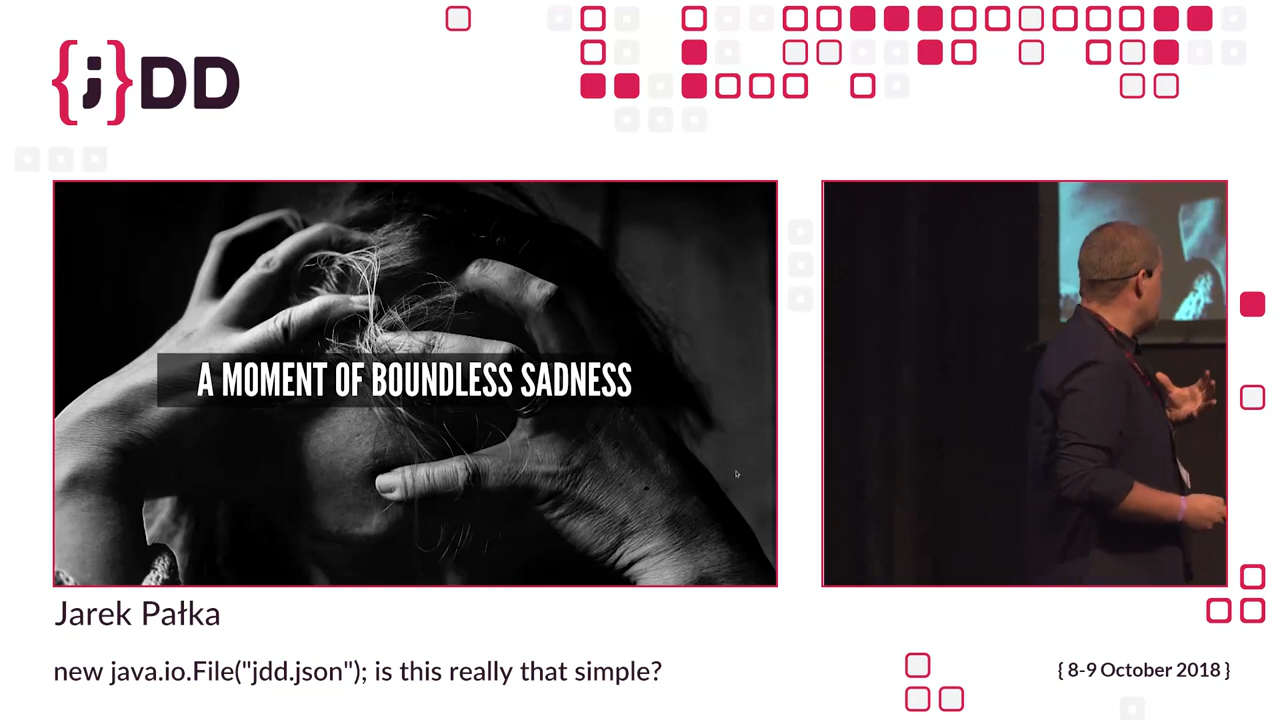 {j}DD
A MOMENT OF BOUNDLESS SADNESS
Jarek Pałka
new java.io.File("jdd.json"); is this really that simple?
{ 8-9 October 2018 }